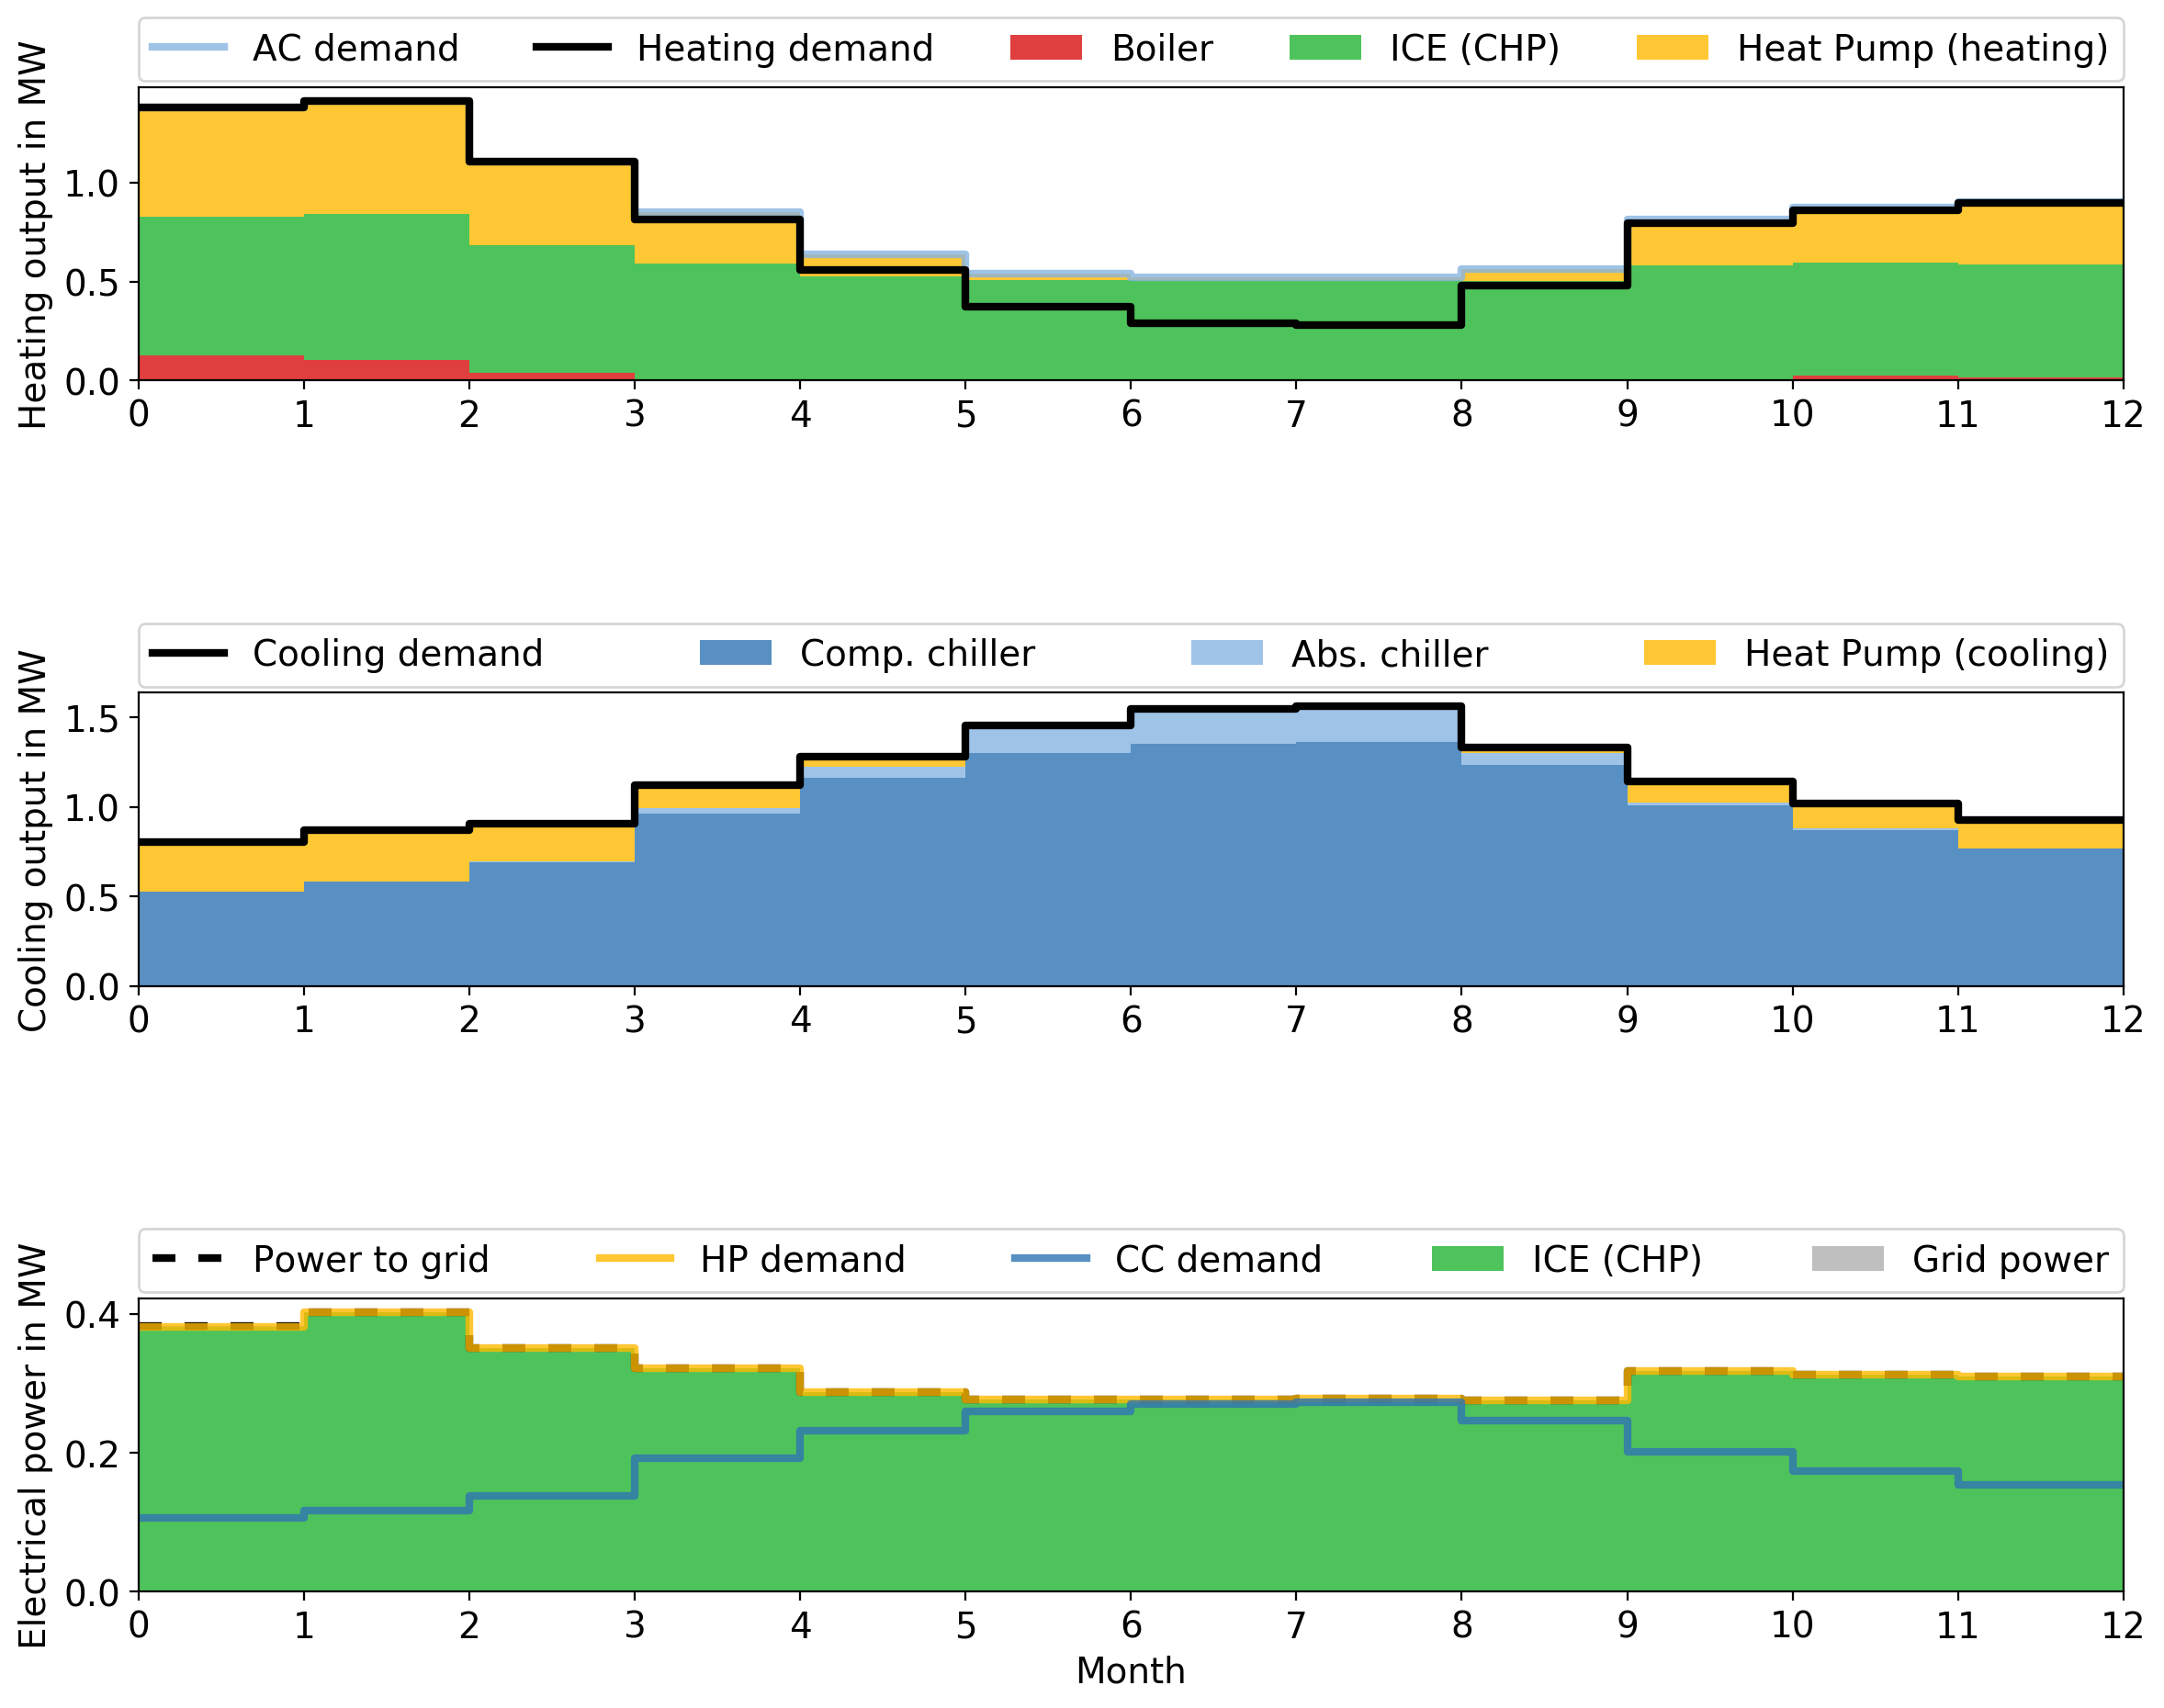 AC demand Heating demand Boiler ICE (CHP) Heat Pump (heating)
Heating output in MW
1.0
0.5
0.0
0 1 2 3 4 5 6 7 8 9 10 11 12
Cooling demand Comp. chiller Abs. chiller Heat Pump (cooling)
Cooling output in MW
1.5
1.0
0.5
0.0
0 1 2 3 4 5 6 7 8 9 10 11 12
Power to grid HP demand CC demand ICE (CHP) Grid power
Electrical power in MW
0.4
0.2
0.0
0 1 2 3 4 5 6 7 8 9 10 11 12
Month